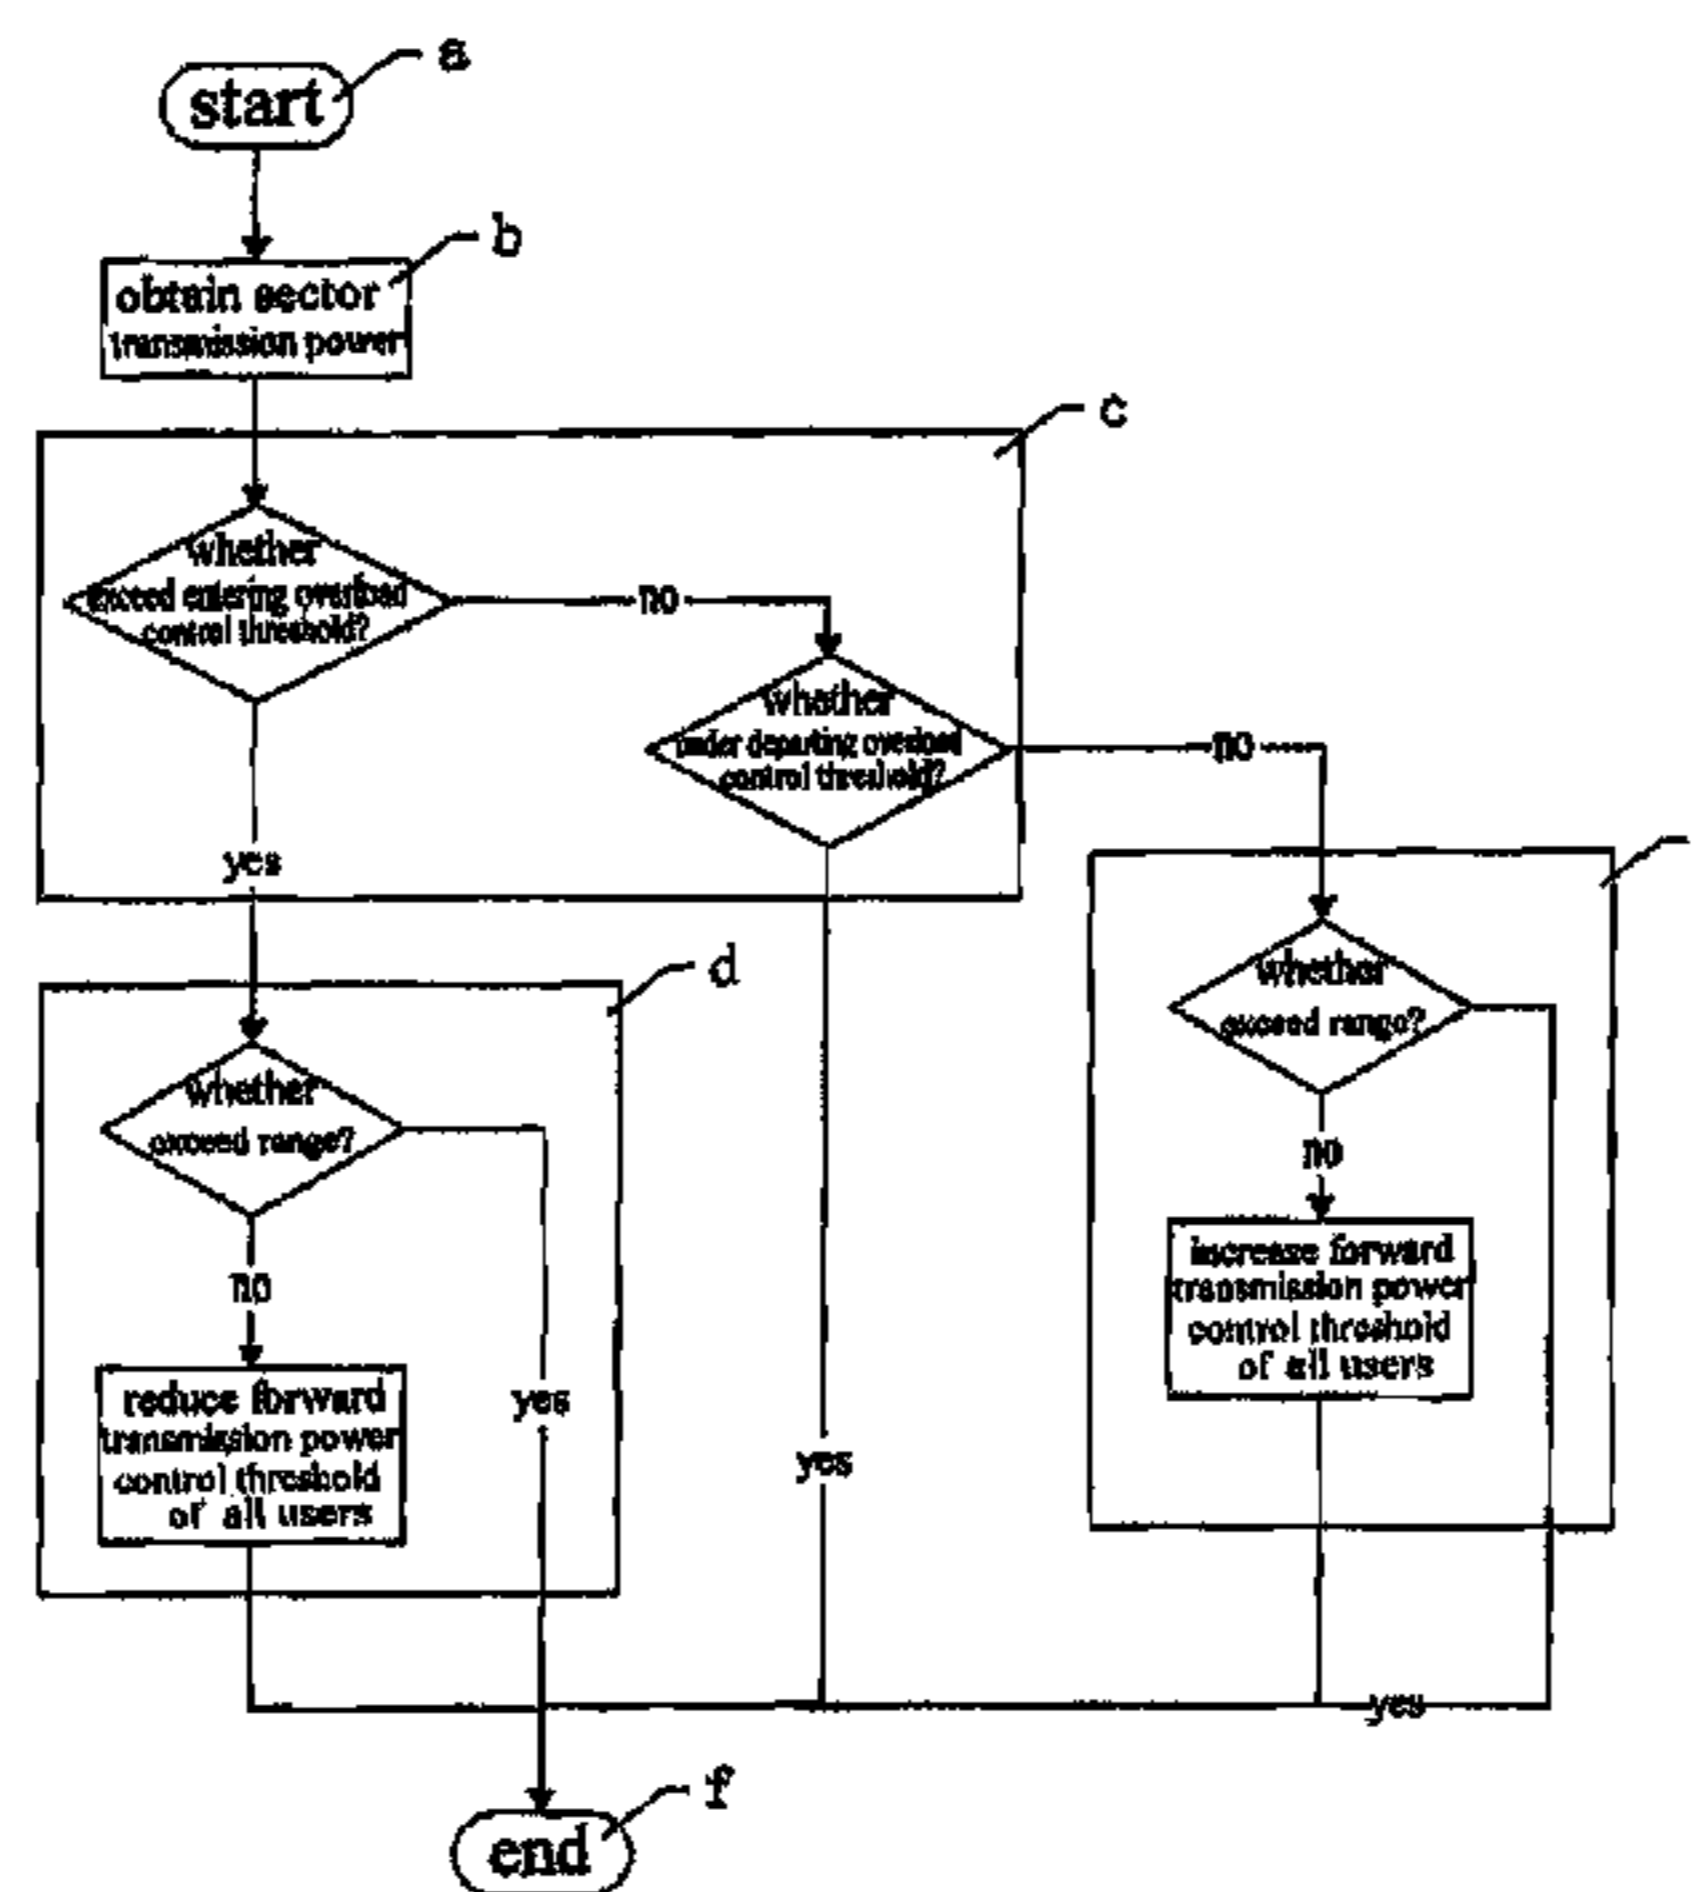 a
start
b
obtain sector
transmission power
c
whether
exceed entering overload
control threshold?
no
whether
under departing overload
control threshold?
no
yes
d
whether
exceed range?
no
reduce forward
transmission power
control threshold
of all users
yes
yes
whether
exceed range?
no
increase forward
transmission power
control threshold
of all users
yes
f
end